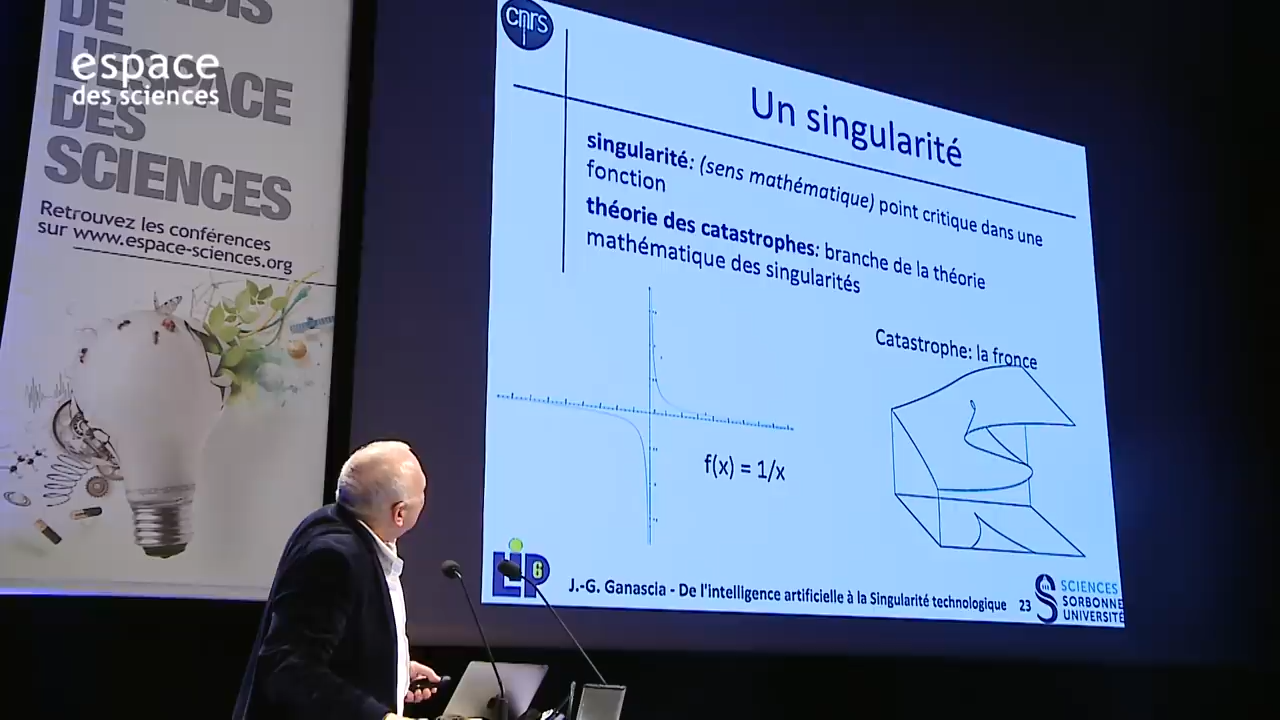 DE
L'ESPACE
DES
SCIENCES
espace
des sciences
Retrouvez les conférences
sur www.espace-sciences.org
cnrs
Un singularité
singularité: (sens mathématique) point critique dans une
fonction
théorie des catastrophes: branche de la théorie
mathématique des singularités
Catastrophe: la fronce
f(x) = 1/x
LIP6
J.-G. Ganascia - De l'intelligence artificielle à la Singularité technologique 23
SCIENCES
SORBONNE
UNIVERSITÉ